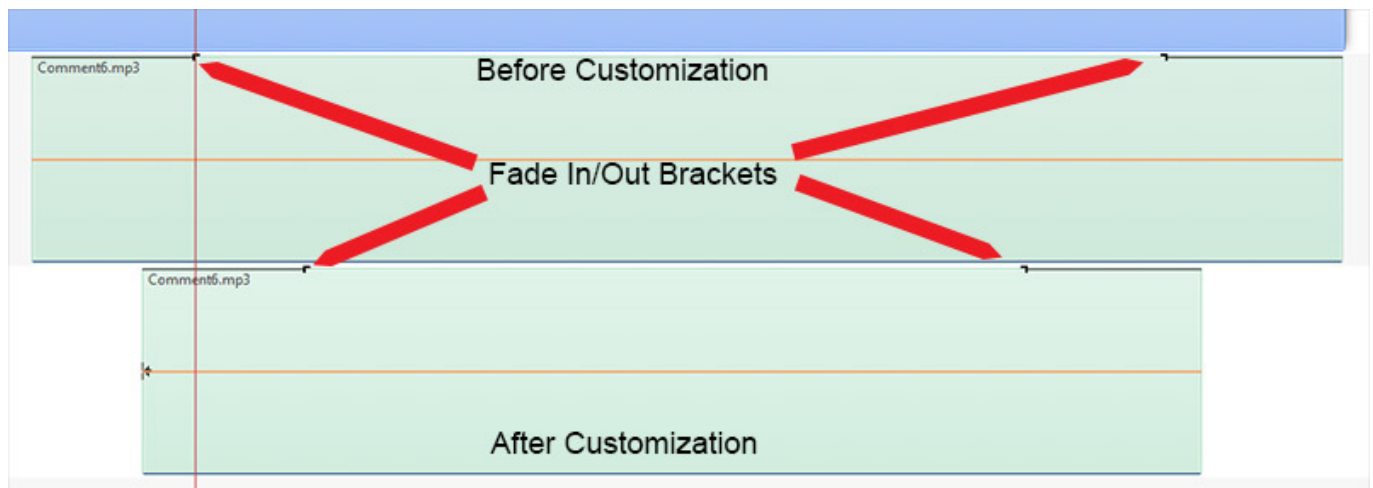 Comment6.mp3
Before Customization
Fade In/Out Brackets
Comment6.mp3
After Customization